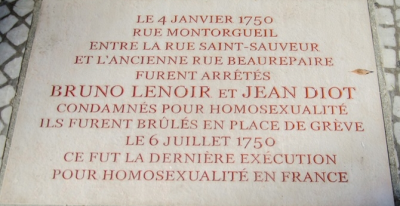 LE 4 JANVIER 1750
RUE MONTORGUEIL
ENTRE LA RUE SAINT-SAUVEUR
ET L'ANCIENNE RUE BEAUREPAIRE
FURENT ARRÊTÉS
BRUNO LENOIR ET JEAN DIOT
CONDAMNÉS POUR HOMOSEXUALITÉ
ILS FURENT BRÛLÉS EN PLACE DE GRÈVE
LE 6 JUILLET 1750
CE FUT LA DERNIÈRE EXÉCUTION
POUR HOMOSEXUALITÉ EN FRANCE